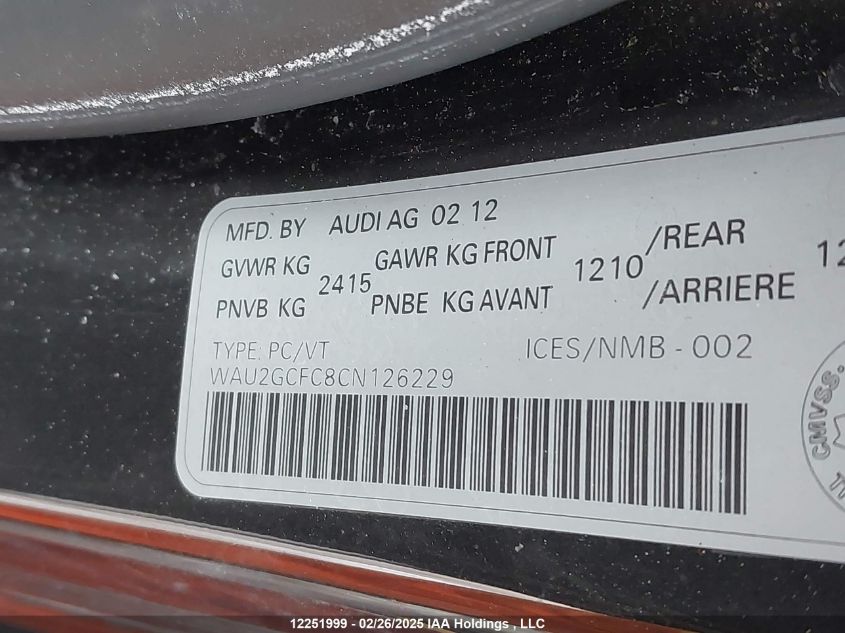 MFD. BY AUDI AG 02 12
GVWR KG 2415 GAWR KG FRONT 1210 /REAR
PNVB KG PNBE KG AVANT /ARRIERE
TYPE: PC/VT ICES/NMB - 002
WAU2GCFC8CN126229
CMVSS.
12251999 - 02/26/2025 IAA Holdings , LLC